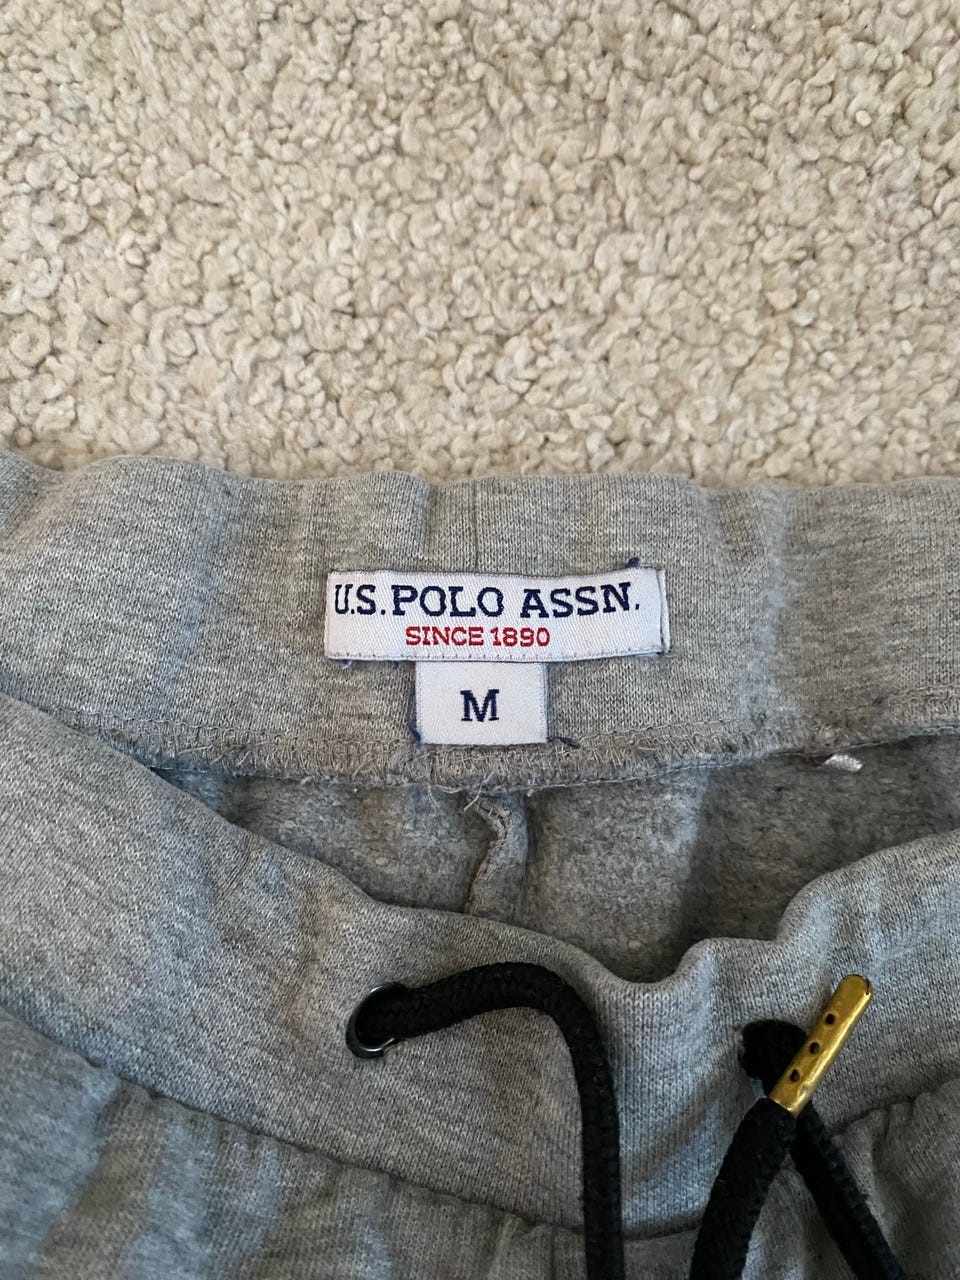 U.S. POLO ASSN.
SINCE 1890
M